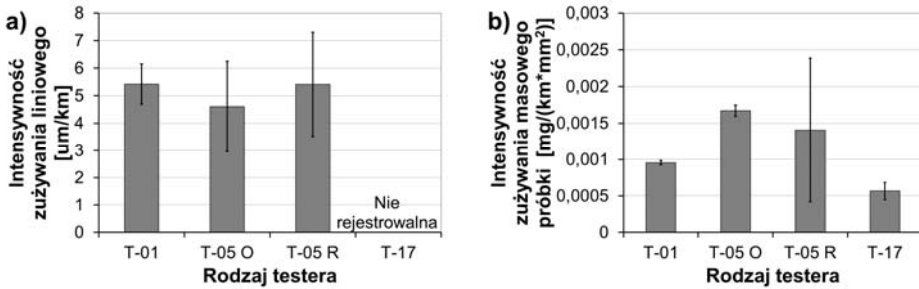 a)
Intensywność
zużywania liniowego
[um/km]
8
7
6
5
4
3
2
1
0
Nie
rejestrowalna
T-01 T-05 O T-05 R T-17
Rodzaj testera
b)
Intensywność
zużywania masowego
próbki [mg/(km*mm²)]
0,003
0,0025
0,002
0,0015
0,001
0,0005
0
T-01 T-05 O T-05 R T-17
Rodzaj testera